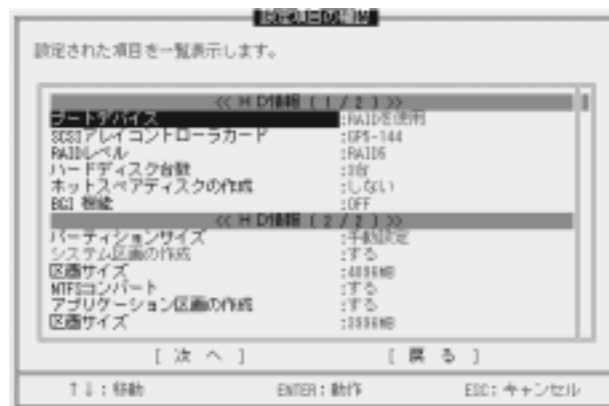 設定項目の確認
設定された項目を一覧表示します。
<< HD情報 ( 1 / 2 ) >>
ブートデバイス :RAIDを使用
SCSIアレイコントローラカード :GP5-144
RAIDレベル :RAID5
ハードディスク台数 :3台
ホットスペアディスクの作成 :しない
BGI 機能 :OFF
<< HD情報 ( 2 / 2 ) >>
パーティションサイズ :手動設定
システム区画の作成 :する
区画サイズ :4096MB
NTFSコンバート :する
アプリケーション区画の作成 :する
区画サイズ
[ 次 へ ] [ 戻 る ]
↑↓:移動 ENTER:動作 ESC:キャンセル